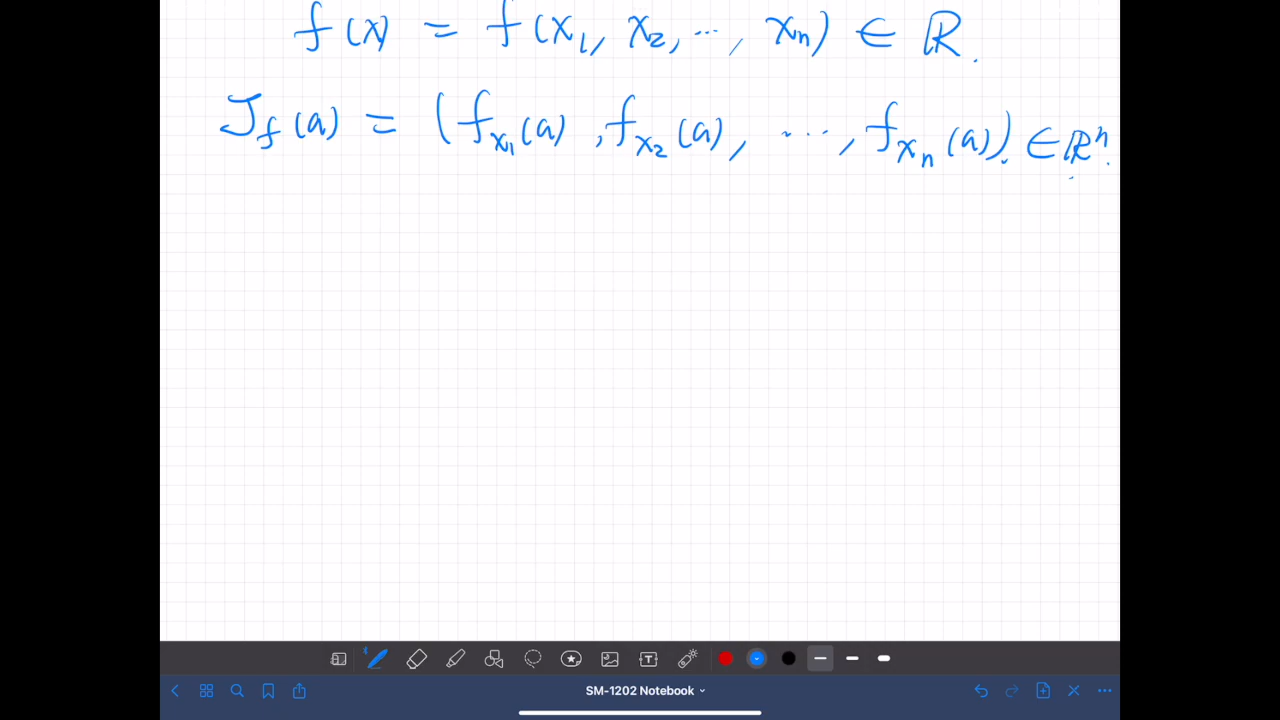 f(x) = f(x₁, x₂, ..., xₙ) ∈ ℝ.
J_f(a) = (f_{x₁}(a), f_{x₂}(a), ..., f_{xₙ}(a)). ∈ ℝⁿ.
SM-1202 Notebook